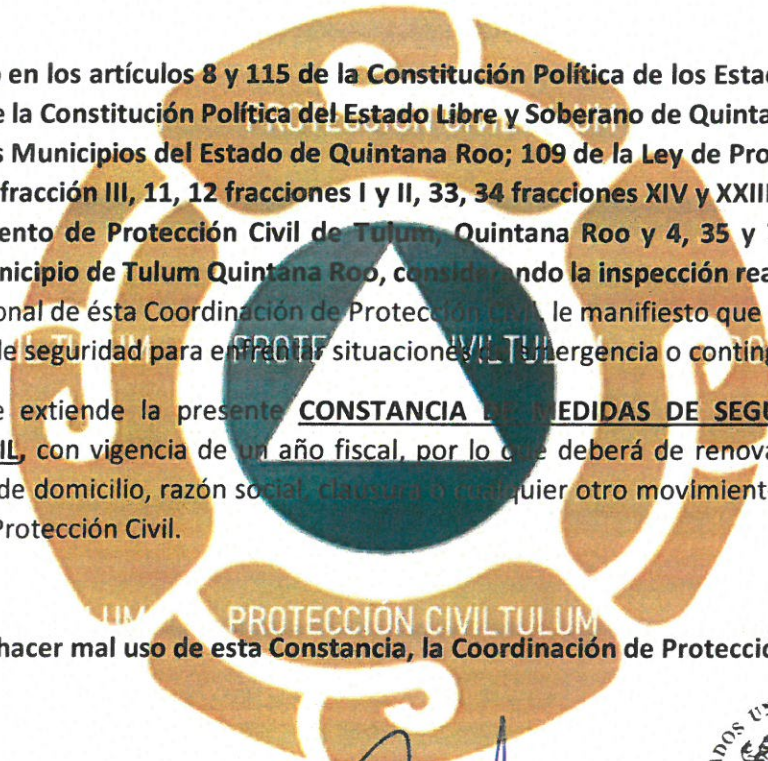 en los artículos 8 y 115 de la Constitución Política de los Estad
la Constitución Política del Estado Libre y Soberano de Quinta
Municipios del Estado de Quintana Roo; 109 de la Ley de Pro
fracción III, 11, 12 fracciones I y II, 33, 34 fracciones XIV y XXIII
ento de Protección Civil de Tulum, Quintana Roo y 4, 35 y
nicipio de Tulum Quintana Roo, considerando la inspección rea
onal de ésta Coordinación de Protección Civil, le manifiesto que
de seguridad para enfrentar situaciones de emergencia o conting
e extiende la presente CONSTANCIA DE MEDIDAS DE SEGU
IL, con vigencia de un año fiscal, por lo que deberá de renova
de domicilio, razón social, clausura o cualquier otro movimiento
Protección Civil.
PROTECCIÓN CIVILTULUM
hacer mal uso de esta Constancia, la Coordinación de Protecció